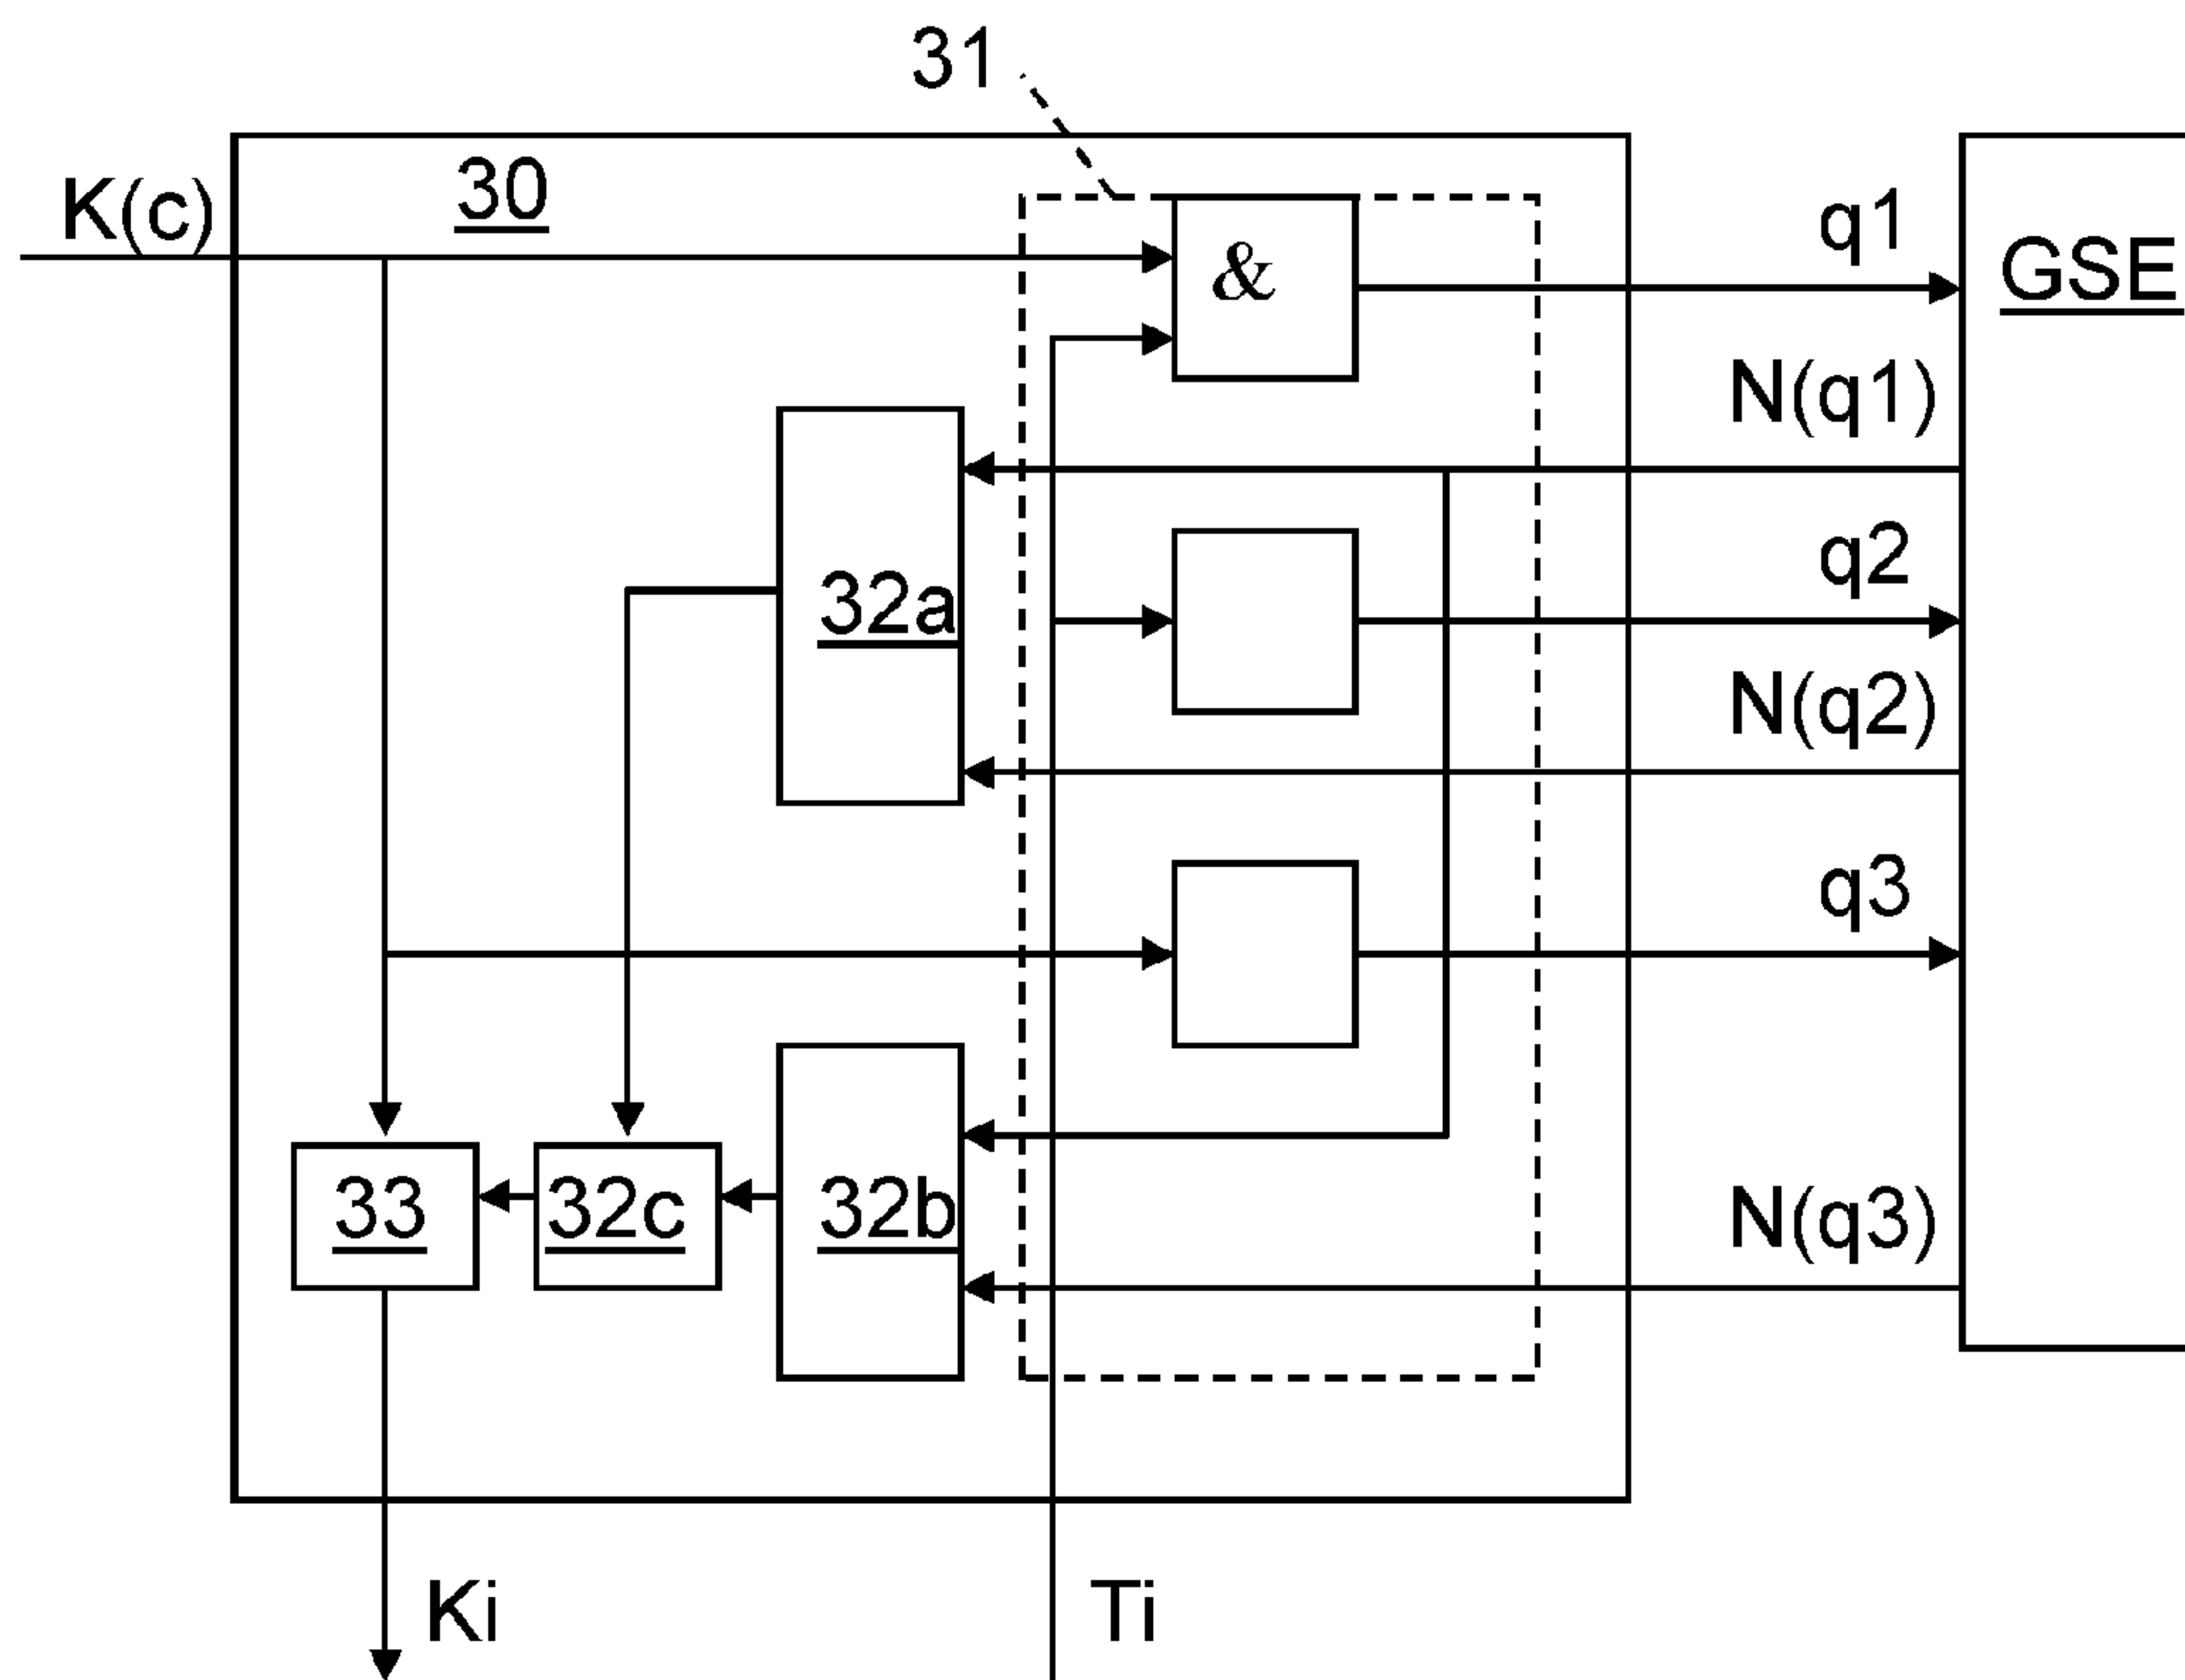 31
K(c)
30
&
q1
GSE
N(q1)
32a
q2
N(q2)
q3
33
32c
32b
N(q3)
Ki
Ti